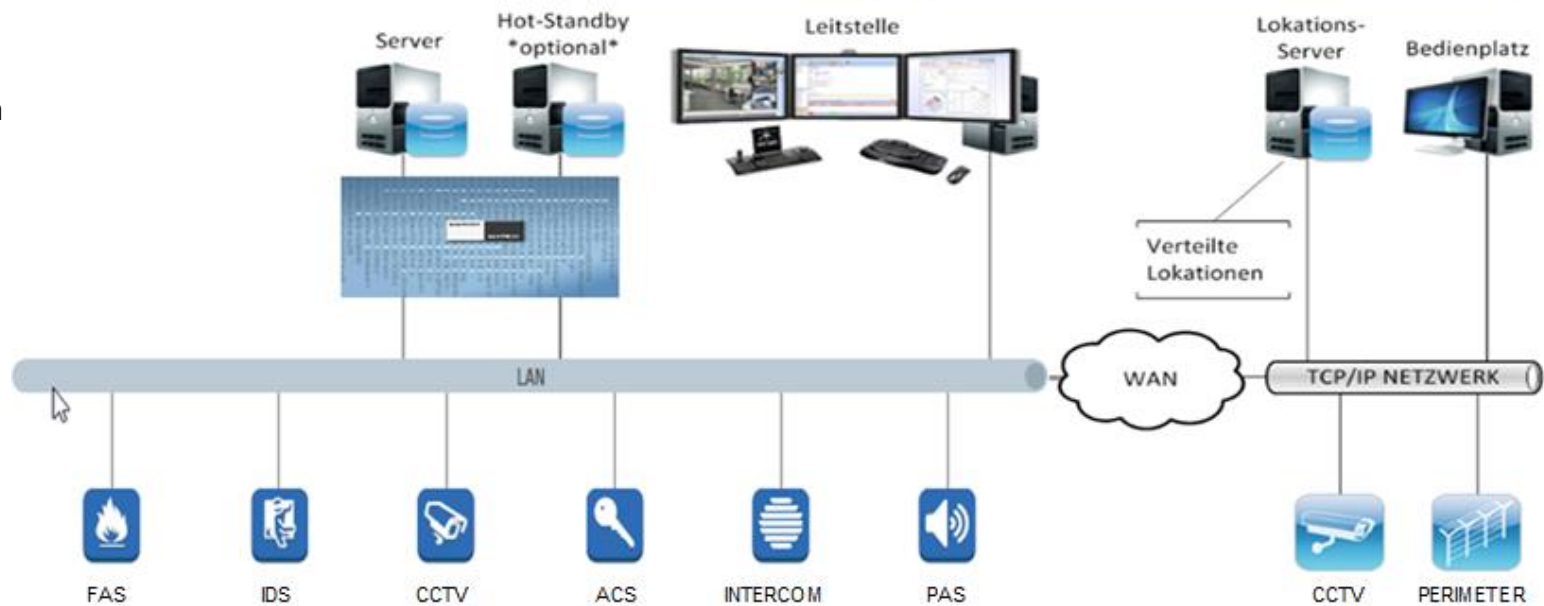 Server
Hot-Standby
*optional*
Leitstelle
Lokations-
Server
Bedienplatz
Verteilte
Lokationen
LAN
WAN
TCP/IP NETZWERK
FAS
IDS
CCTV
ACS
INTERCOM
PAS
CCTV
PERIMETER